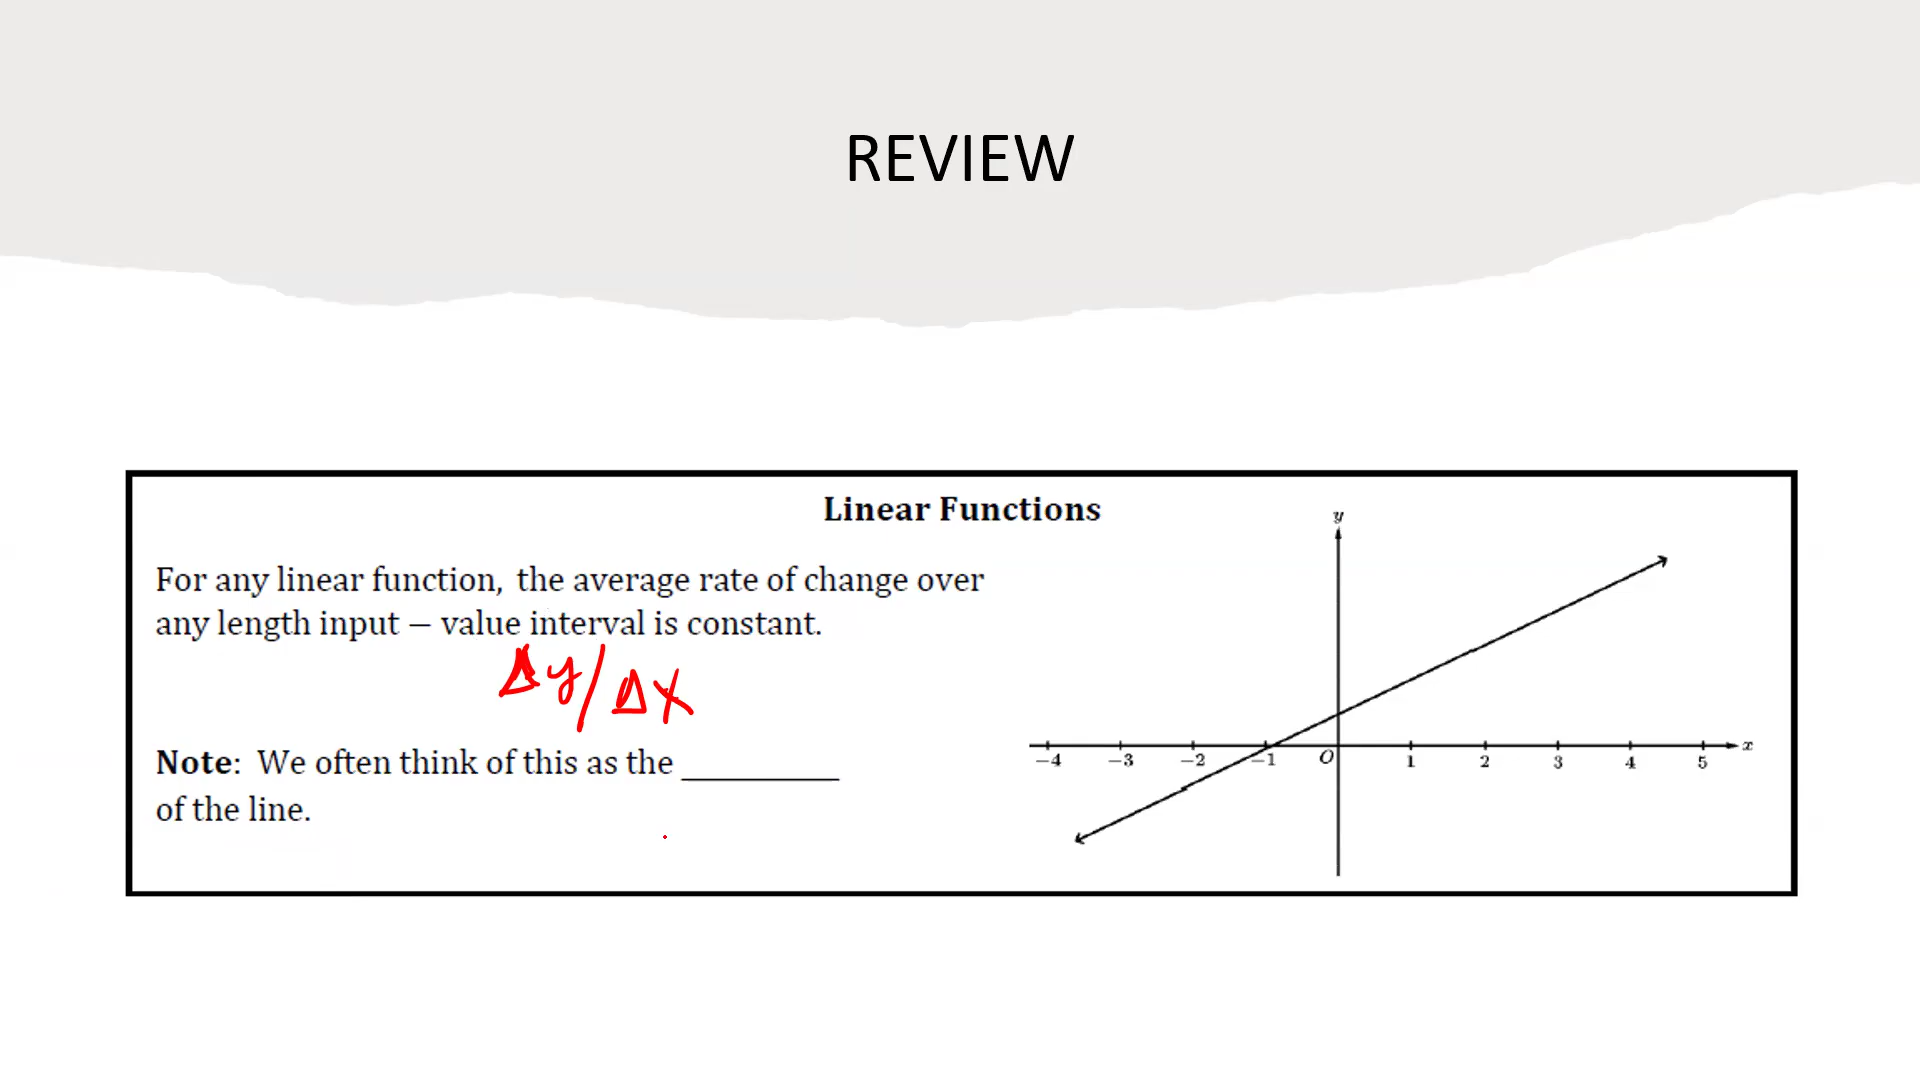 REVIEW
Linear Functions
For any linear function, the average rate of change over
any length input – value interval is constant.
Δy/Δx
Note: We often think of this as the _________
of the line.
y
x
−4 −3 −2 −1 O 1 2 3 4 5